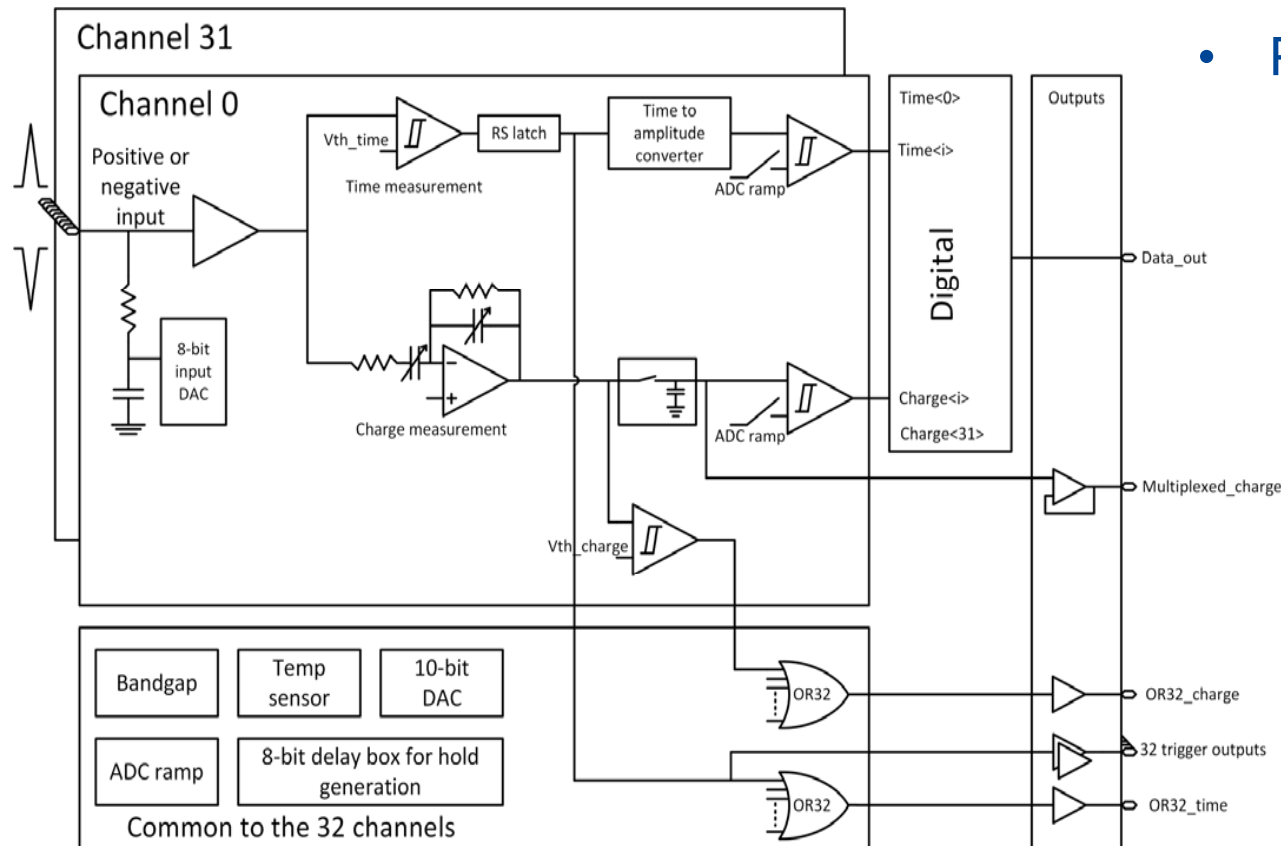 Channel 31
Channel 0
Positive or
negative
input
8-bit
input
DAC
Vth_time
Time measurement
RS latch
Time to
amplitude
converter
ADC ramp
Charge measurement
ADC ramp
Vth_charge
Time<0>
Time<i>
Digital
Charge<i>
Charge<31>
Outputs
Data_out
Multiplexed_charge
OR32_charge
32 trigger outputs
OR32_time
OR32
OR32
Bandgap
Temp
sensor
10-bit
DAC
ADC ramp
8-bit delay box for hold
generation
Common to the 32 channels